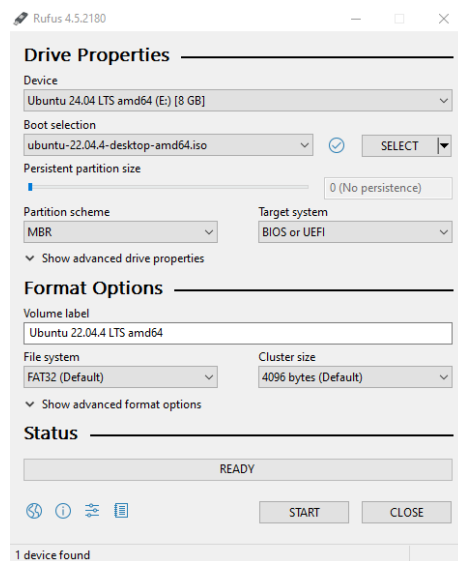 Rufus 4.5.2180
Drive Properties
Device
Ubuntu 24.04 LTS amd64 (E:) [8 GB]
Boot selection
ubuntu-22.04.4-desktop-amd64.iso
SELECT
Persistent partition size
0 (No persistence)
Partition scheme Target system
MBR BIOS or UEFI
Show advanced drive properties
Format Options
Volume label
Ubuntu 22.04.4 LTS amd64
File system Cluster size
FAT32 (Default) 4096 bytes (Default)
Show advanced format options
Status
READY
START CLOSE
1 device found